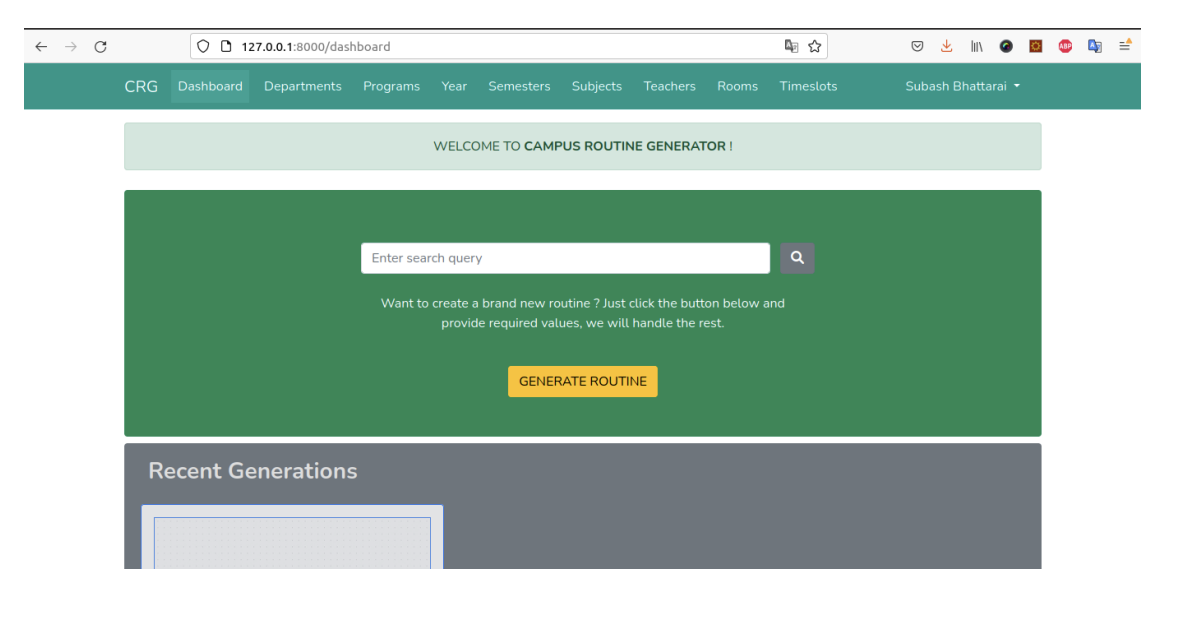 127.0.0.1:8000/dashboard
ABP
CRG Dashboard Departments Programs Year Semesters Subjects Teachers Rooms Timeslots Subash Bhattarai
WELCOME TO CAMPUS ROUTINE GENERATOR !
Enter search query
Want to create a brand new routine ? Just click the button below and
provide required values, we will handle the rest.
GENERATE ROUTINE
Recent Generations